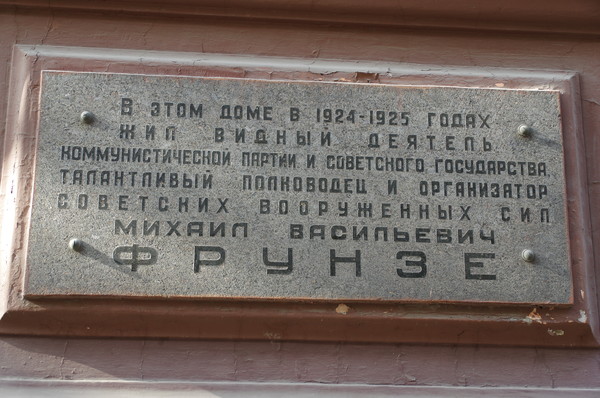 В ЭТОМ ДОМЕ В 1924-1925 ГОДАХ
ЖИЛ ВИДНЫЙ ДЕЯТЕЛЬ
КОММУНИСТИЧЕСКОЙ ПАРТИИ И СОВЕТСКОГО ГОСУДАРСТВА,
ТАЛАНТЛИВЫЙ ПОЛКОВОДЕЦ И ОРГАНИЗАТОР
СОВЕТСКИХ ВООРУЖЕННЫХ СИЛ
МИХАИЛ ВАСИЛЬЕВИЧ
ФРУНЗЕ